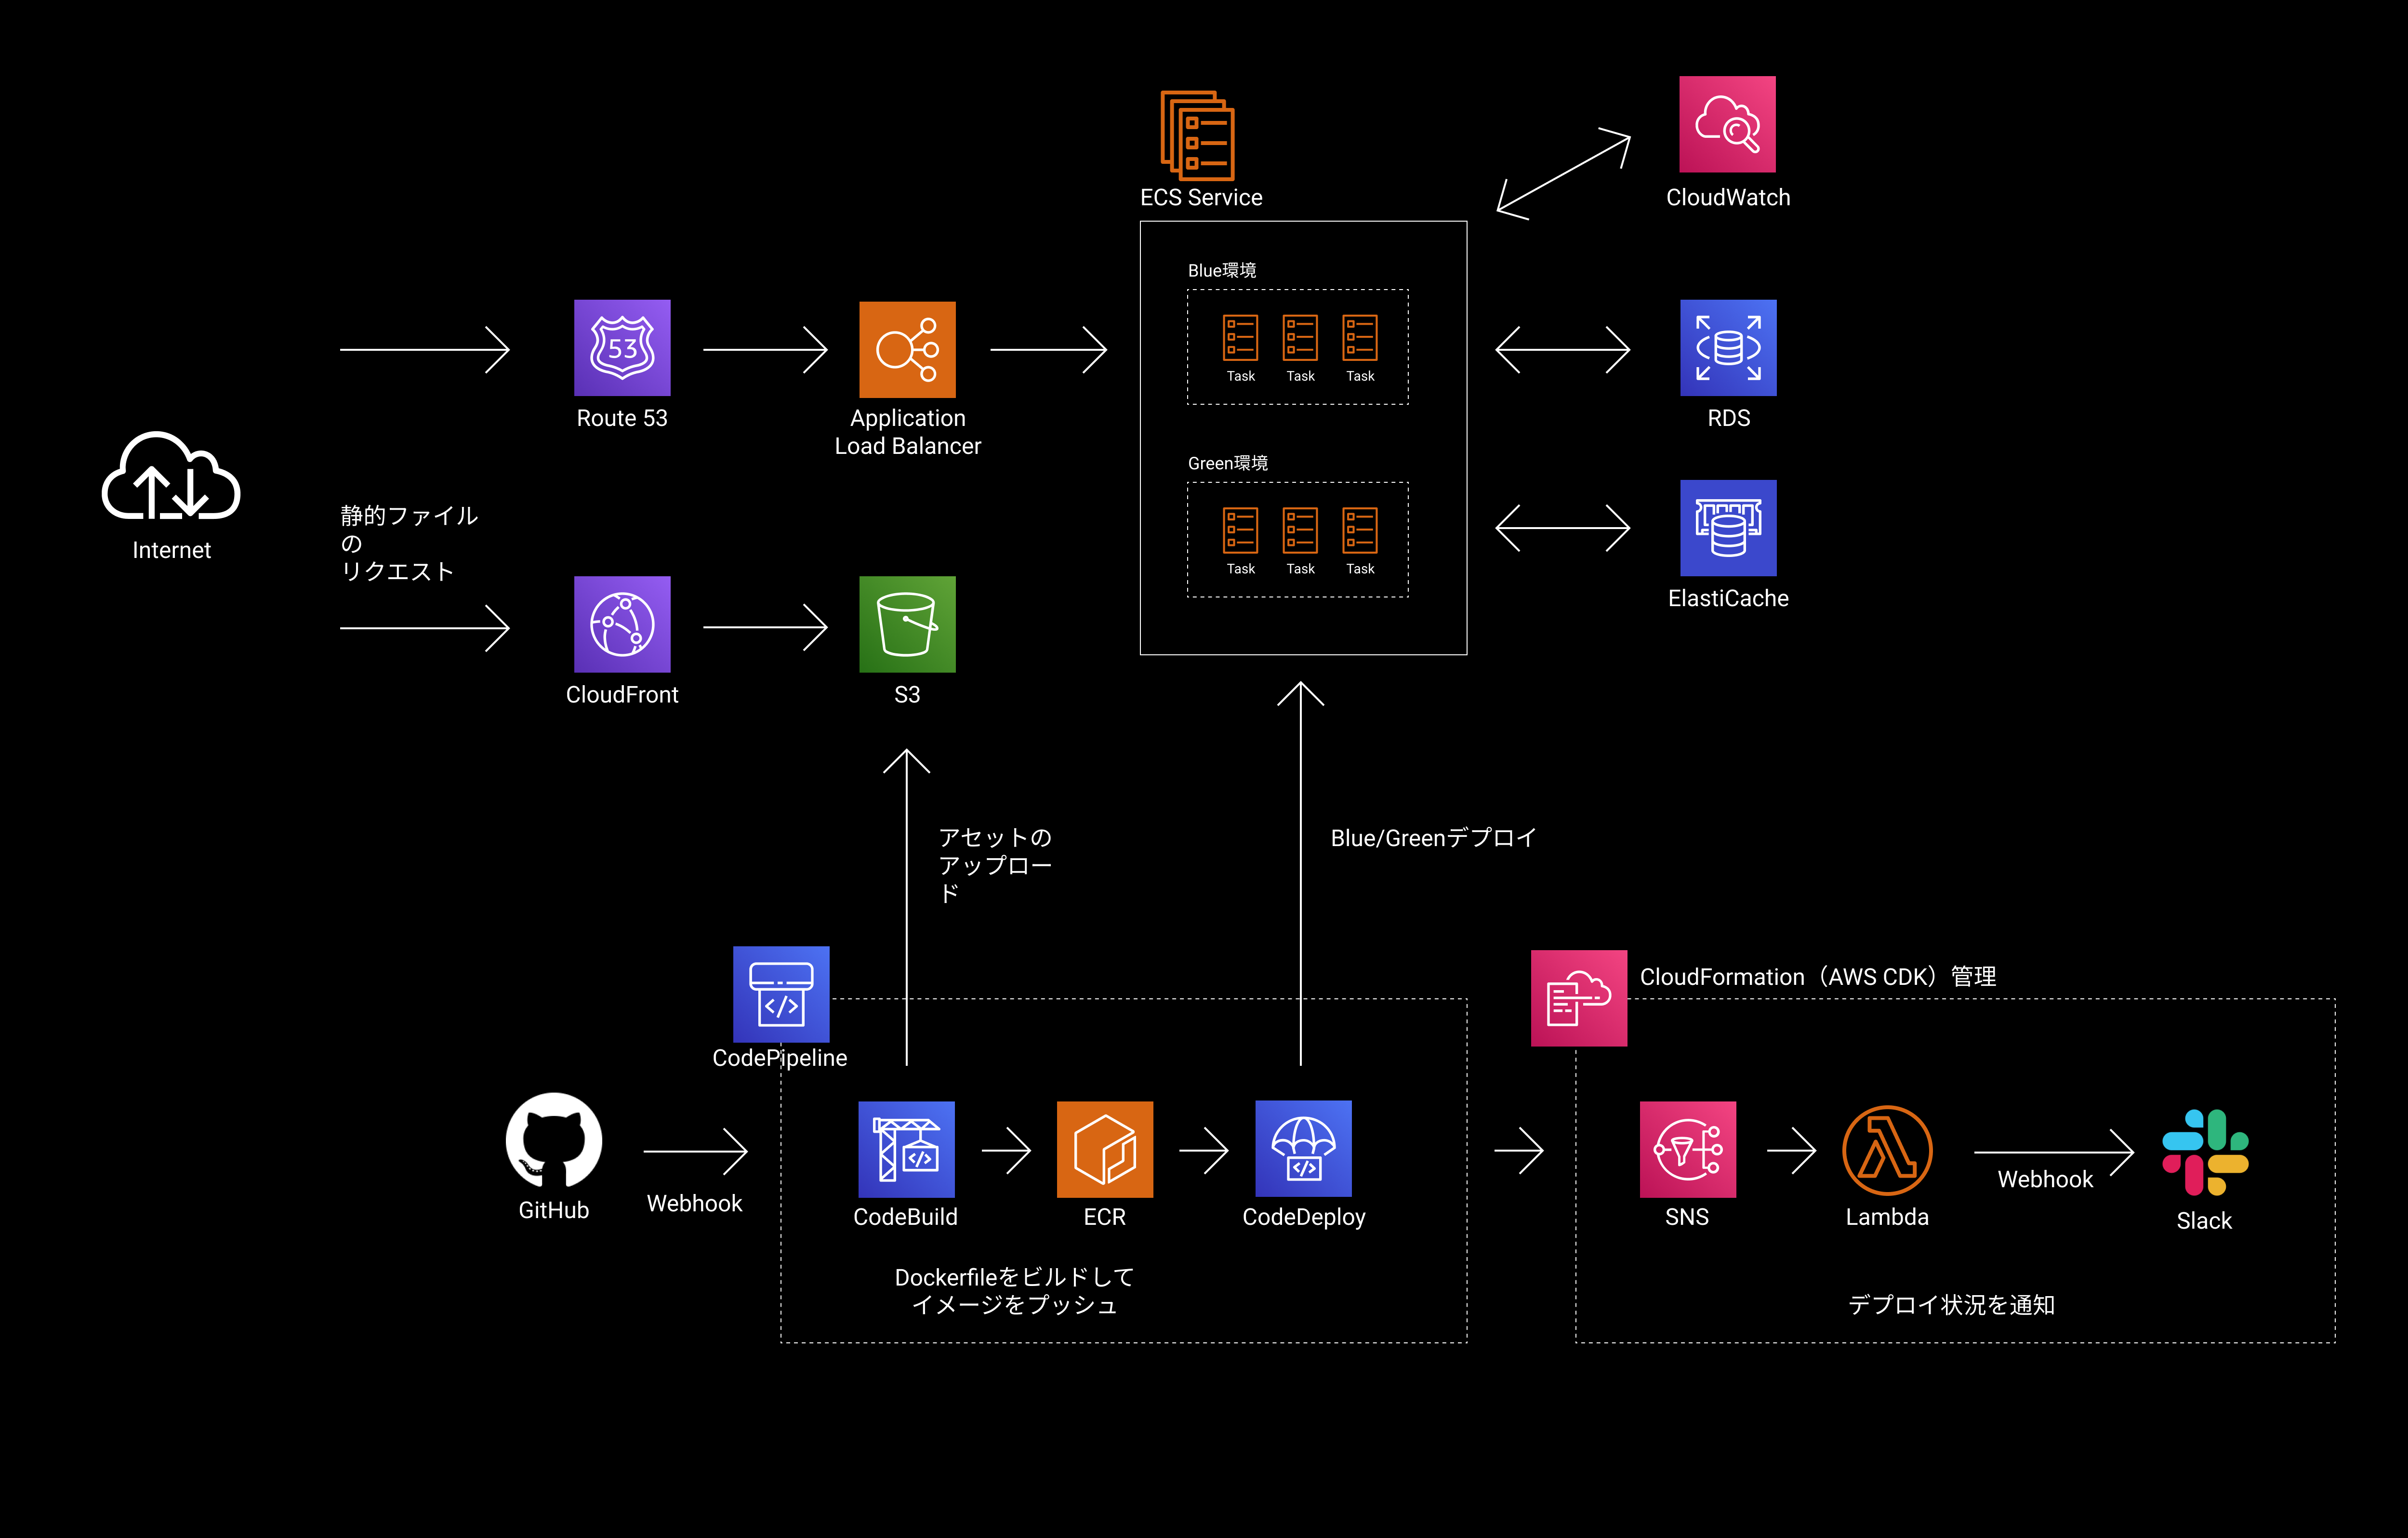 ECS Service
CloudWatch
Blue環境
53
Task
Task
Task
Route 53
Application
Load Balancer
RDS
Green環境
静的ファイル
の
リクエスト
Internet
Task
Task
Task
ElastiCache
CloudFront
S3
アセットの
アップロー
ド
Blue/Greenデプロイ
CodePipeline
CloudFormation（AWS CDK）管理
GitHub
Webhook
CodeBuild
ECR
CodeDeploy
Dockerfileをビルドして
イメージをプッシュ
SNS
Lambda
Webhook
Slack
デプロイ状況を通知